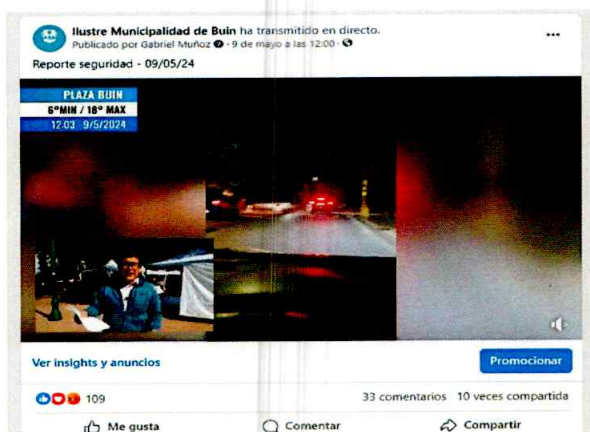 Ilustre Municipalidad de Buin ha transmitido en directo.
Publicado por Gabriel Muñoz · 9 de mayo a las 12:00 ·
Reporte seguridad - 09/05/24
PLAZA BUIN
6°MIN / 18° MAX
12:03 9/5/2024
Ver insights y anuncios
Promocionar
109
33 comentarios 10 veces compartida
Me gusta
Comentar
Compartir